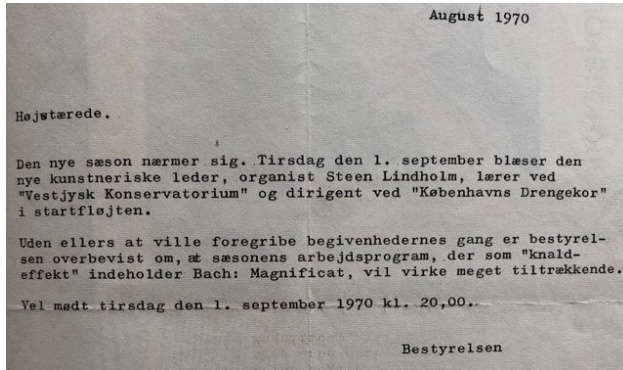 August 1970
Højstærede.
Den nye sæson nærmer sig. Tirsdag den 1. september blæser den
nye kunstneriske leder, organist Steen Lindholm, lærer ved
"Vestjysk Konservatorium" og dirigent ved "Københavns Drengekor"
i startfløjten.
Uden ellers at ville foregribe begivenhedernes gang er bestyrel-
sen overbevist om, at sæsonens arbejdsprogram, der som "knald-
effekt" indeholder Bach: Magnificat, vil virke meget tiltrækkende.
Vel mødt tirsdag den 1. september 1970 kl. 20,00.
Bestyrelsen